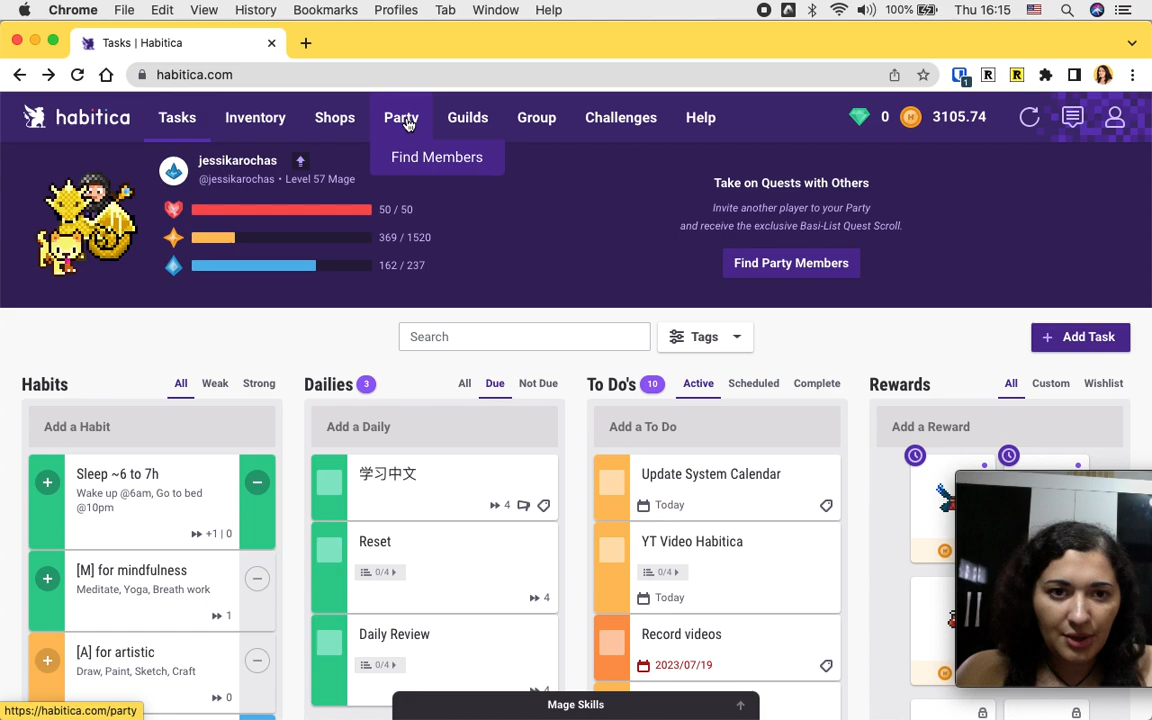 Chrome File Edit View History Bookmarks Profiles Tab Window Help 100% Thu 16:15
Tasks | Habitica
habitica.com
1
habitica Tasks Inventory Shops Party Guilds Group Challenges Help 0 3105.74
Find Members
jessikarochas
@jessikarochas • Level 57 Mage
50 / 50
369 / 1520
162 / 237
Take on Quests with Others
Invite another player to your Party
and receive the exclusive Basi-List Quest Scroll.
Find Party Members
Search
Tags
+ Add Task
Habits All Weak Strong
Add a Habit
Sleep ~6 to 7h
Wake up @6am, Go to bed
@10pm
+1 | 0
[M] for mindfulness
Meditate, Yoga, Breath work
1
[A] for artistic
Draw, Paint, Sketch, Craft
0
Dailies 3 All Due Not Due
Add a Daily
学习中文
4
Reset
0/4
4
Daily Review
0/4
4
To Do's 10 Active Scheduled Complete
Add a To Do
Update System Calendar
Today
YT Video Habitica
0/4
Today
Record videos
2023/07/19
Rewards All Custom Wishlist
Add a Reward
Mage Skills
https://habitica.com/party